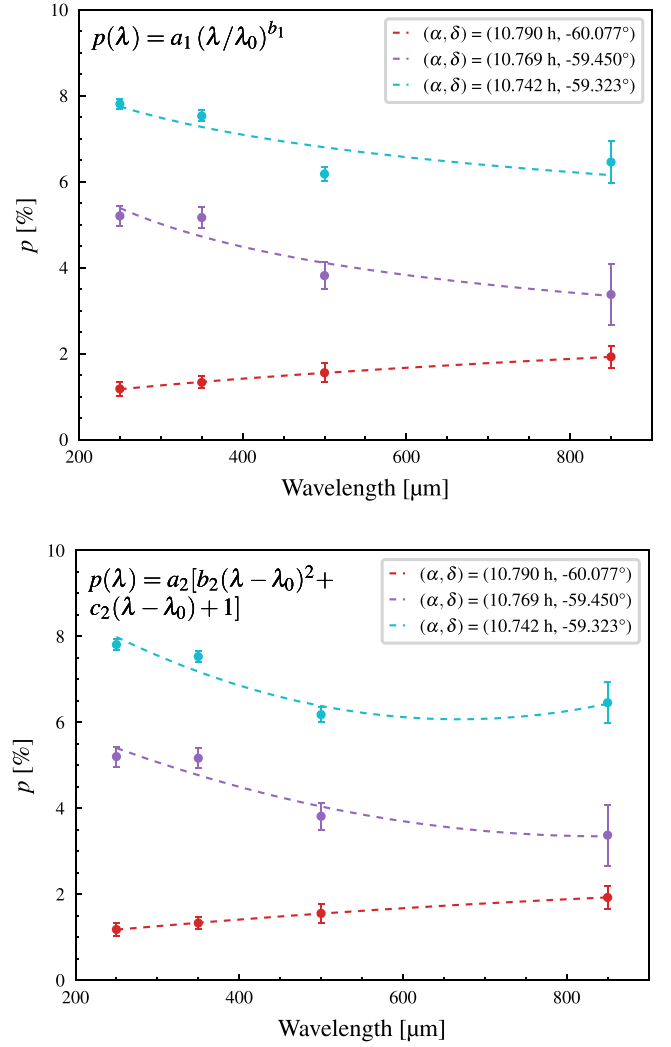 10
p(λ) = a₁ (λ/λ₀)^b₁
(α, δ) = (10.790 h, -60.077°)
(α, δ) = (10.769 h, -59.450°)
(α, δ) = (10.742 h, -59.323°)
8
6
p [%]
4
2
0
200
400
600
800
Wavelength [µm]
10
p(λ) = a₂[b₂(λ − λ₀)² +
c₂(λ − λ₀) + 1]
(α, δ) = (10.790 h, -60.077°)
(α, δ) = (10.769 h, -59.450°)
(α, δ) = (10.742 h, -59.323°)
8
6
p [%]
4
2
0
200
400
600
800
Wavelength [µm]